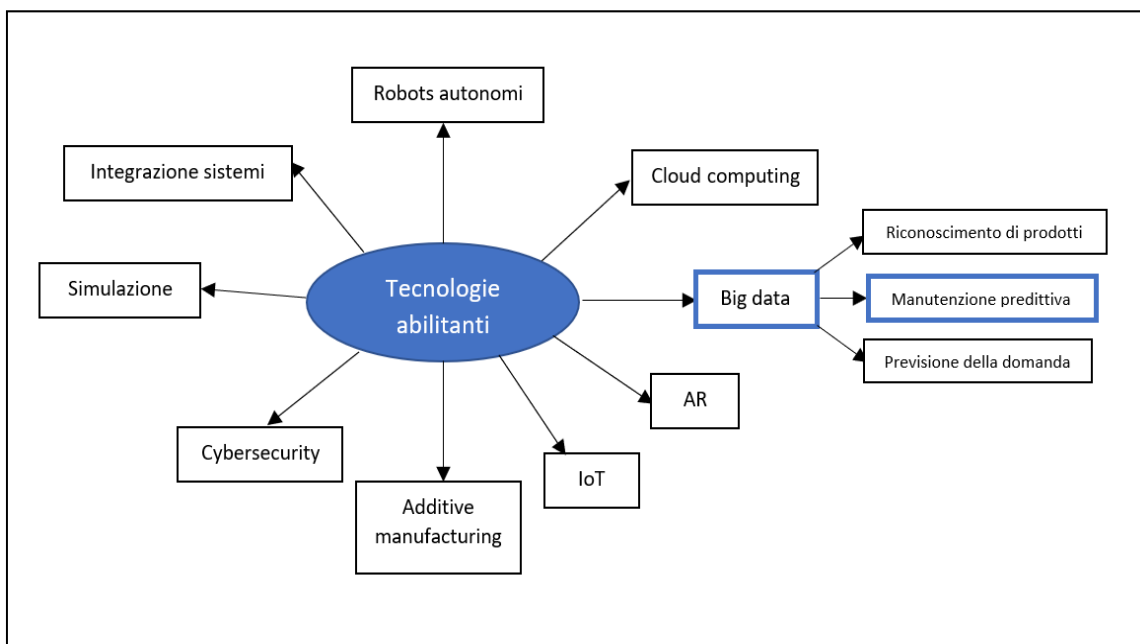 Robots autonomi
Integrazione sistemi
Cloud computing
Riconoscimento di prodotti
Simulazione
Tecnologie
abilitanti
Big data
Manutenzione predittiva
Previsione della domanda
AR
Cybersecurity
IoT
Additive
manufacturing